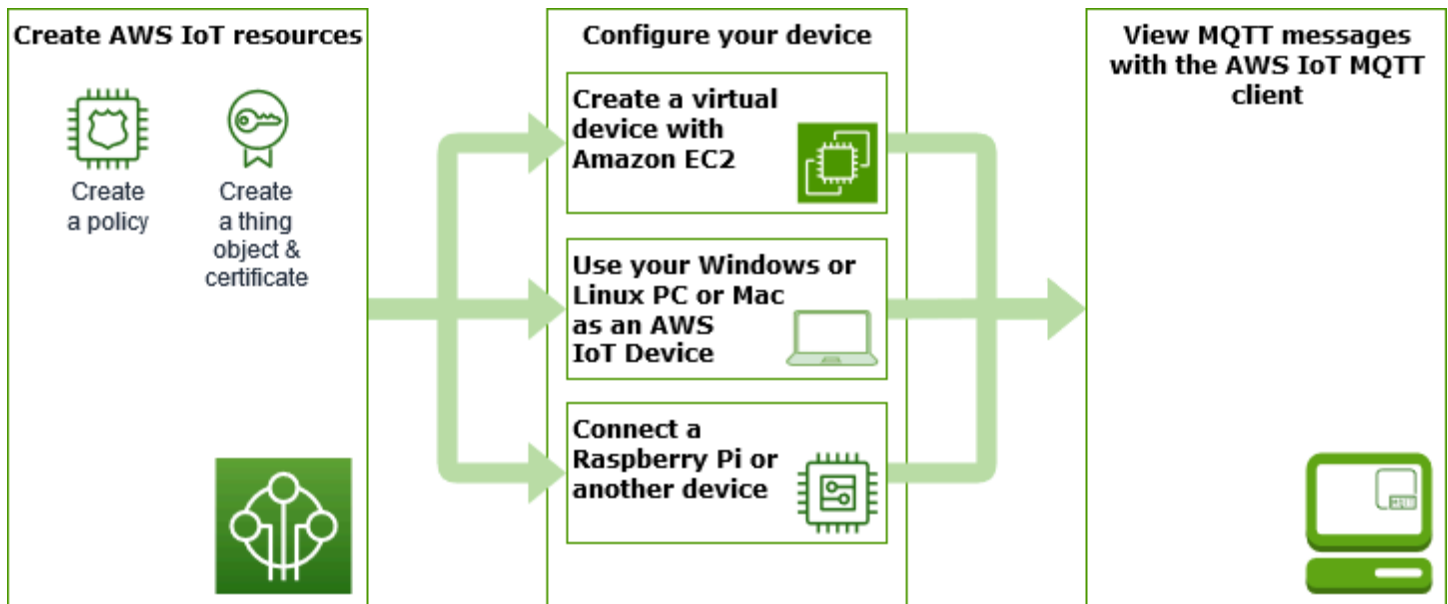 Create AWS IoT resources
Create
a policy
Create
a thing
object &
certificate
Configure your device
Create a virtual
device with
Amazon EC2
Use your Windows or
Linux PC or Mac
as an AWS
IoT Device
Connect a
Raspberry Pi or
another device
View MQTT messages
with the AWS IoT MQTT
client